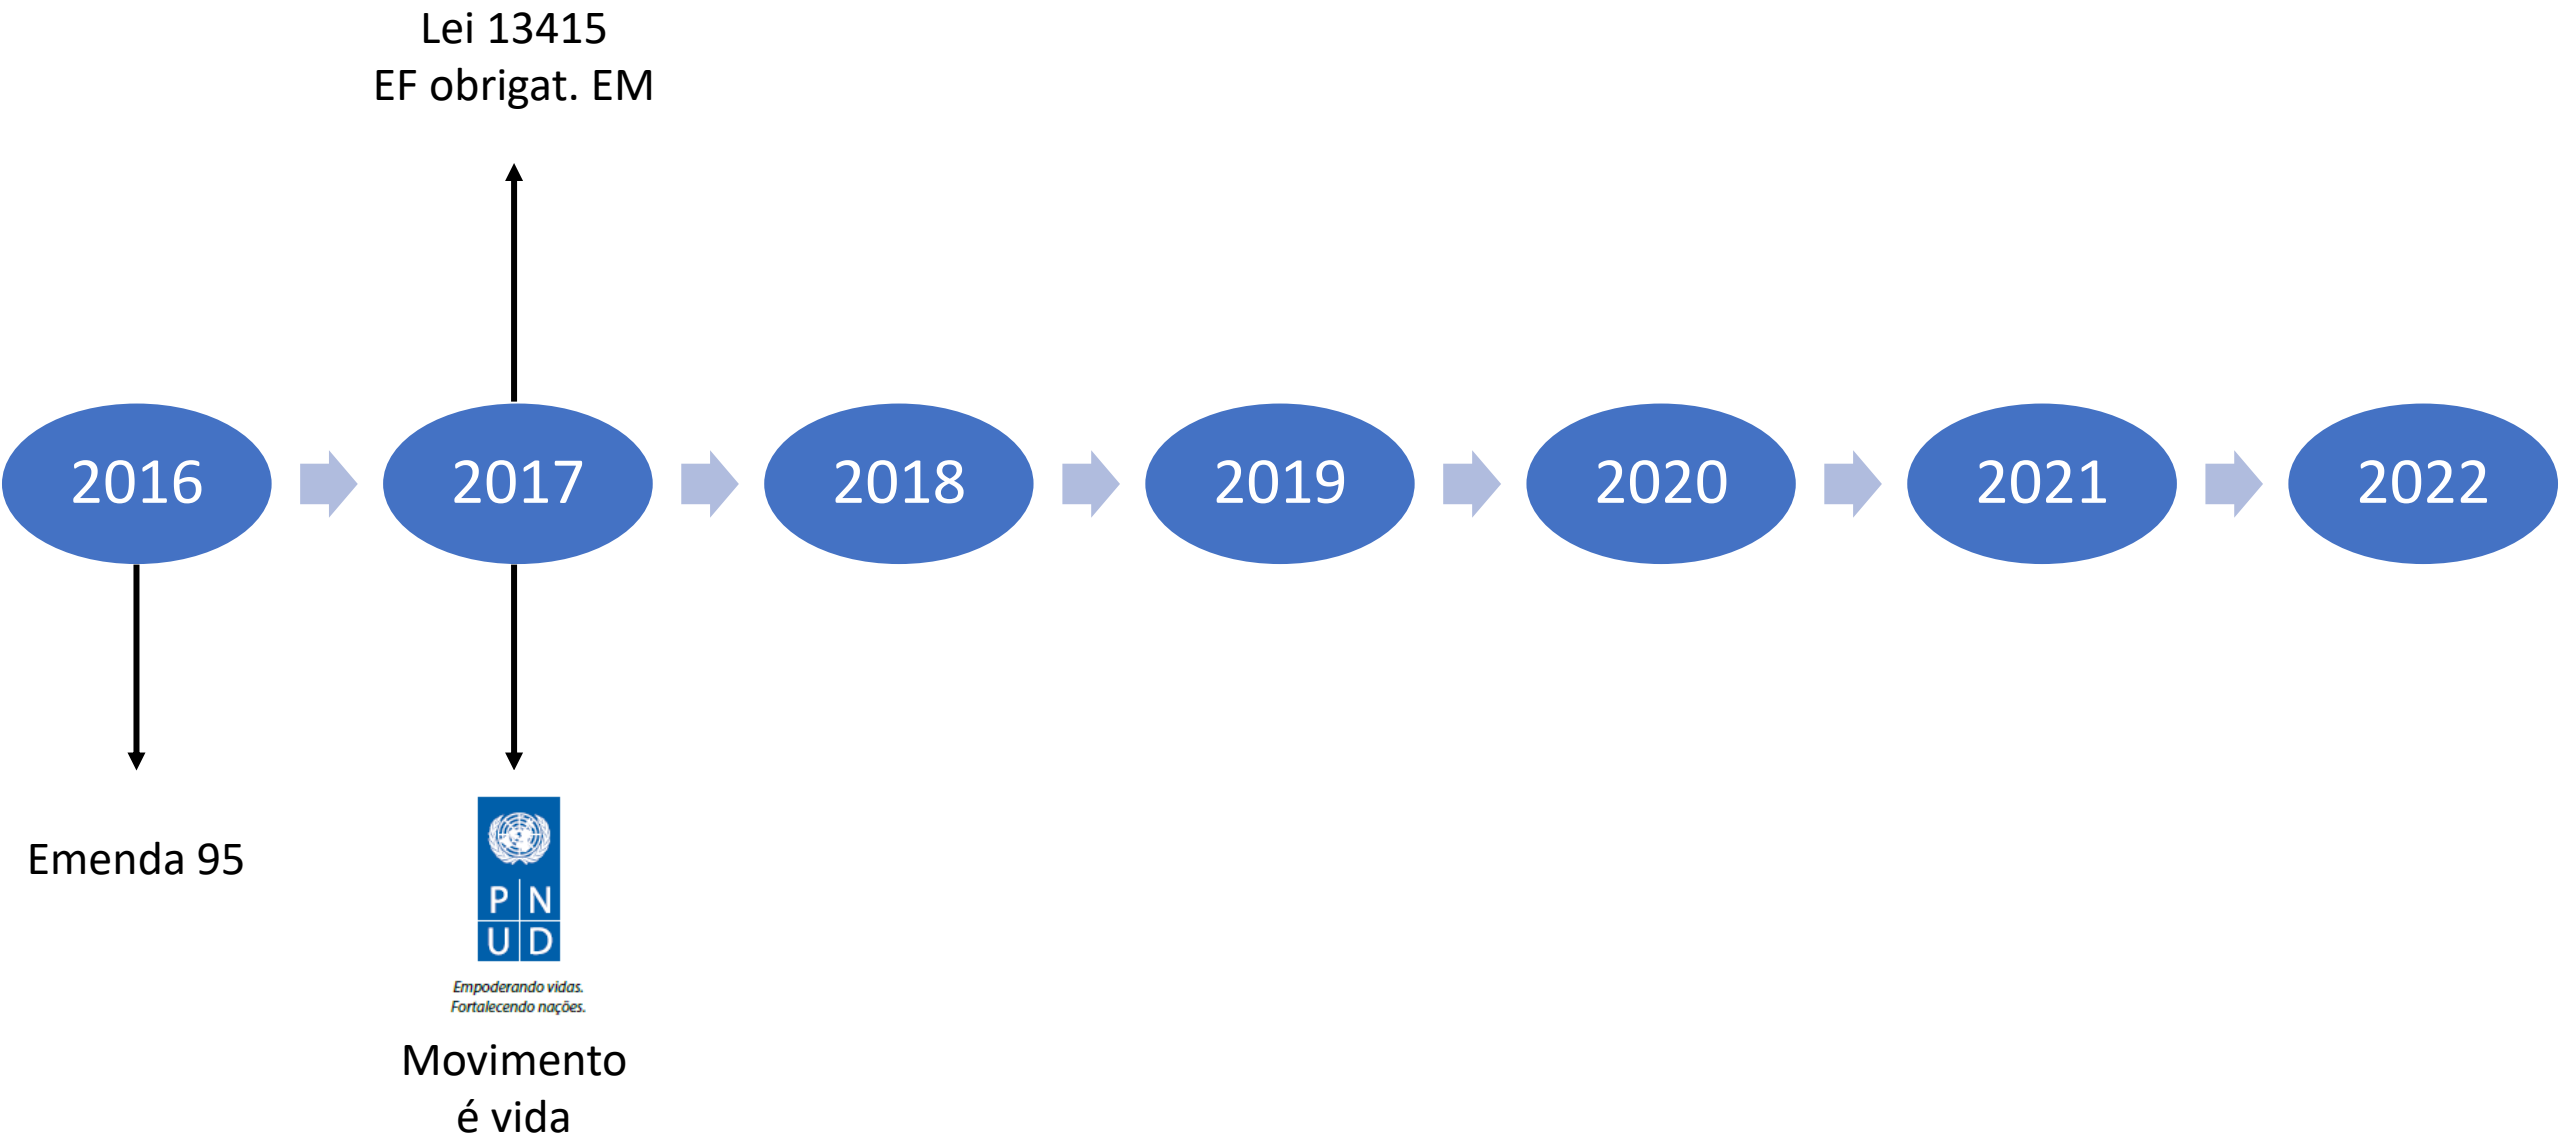 Lei 13415
EF obrigat. EM
2016
2017
2018
2019
2020
2021
2022
Emenda 95
P N
U D
Empoderando vidas.
Fortalecendo nações.
Movimento
é vida